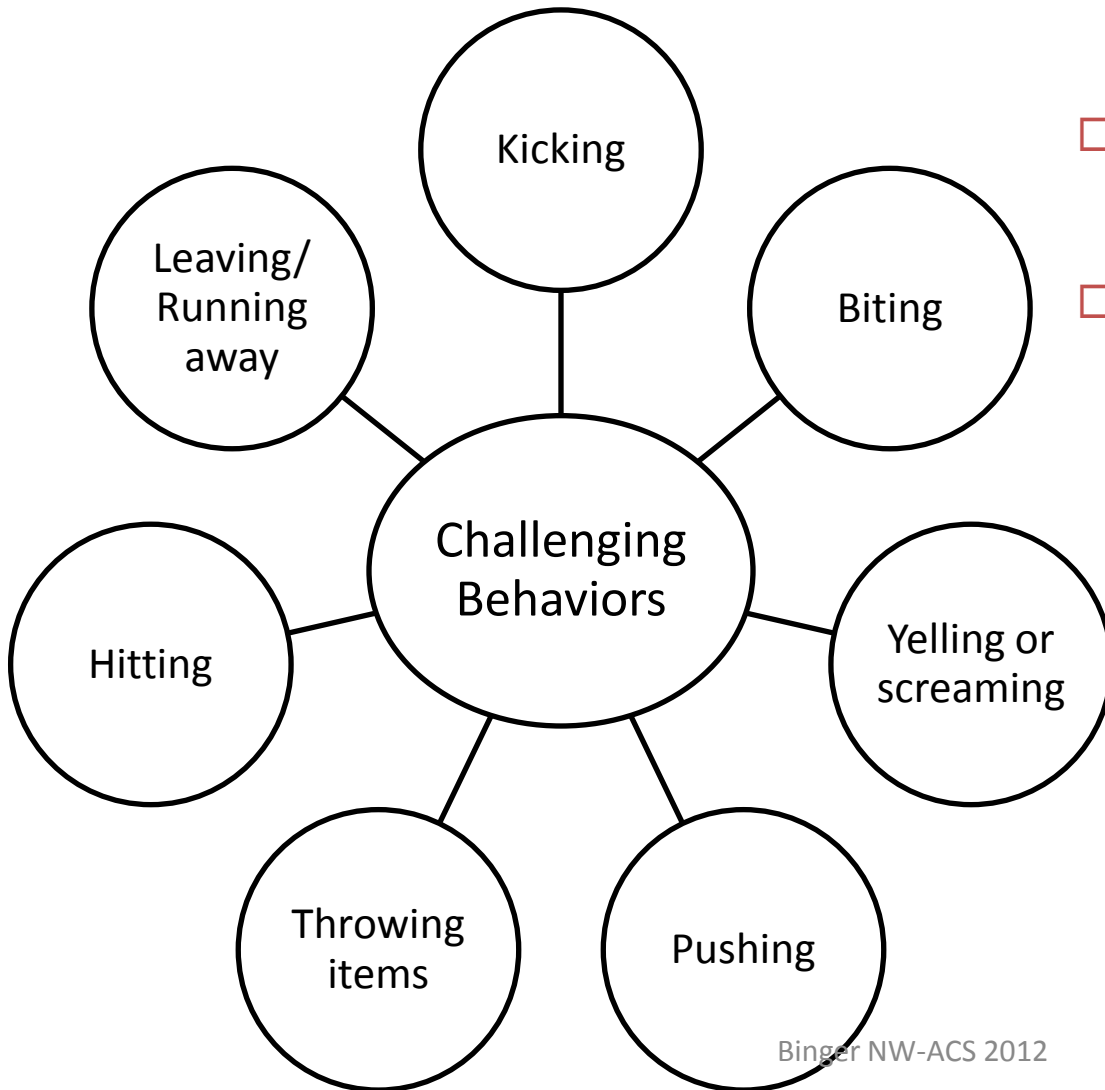 Kicking
Leaving/
Running
away
Biting
Challenging
Behaviors
Hitting
Yelling or
screaming
Throwing
items
Pushing
Binger NW-ACS 2012